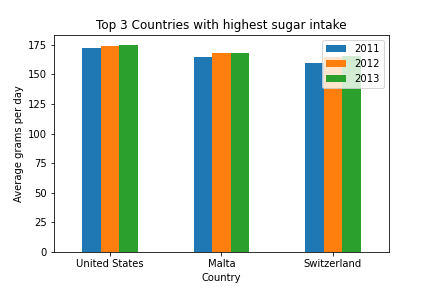 Top 3 Countries with highest sugar intake
2011
2012
2013
Average grams per day
175
150
125
100
75
50
25
0
United States Malta Switzerland
Country